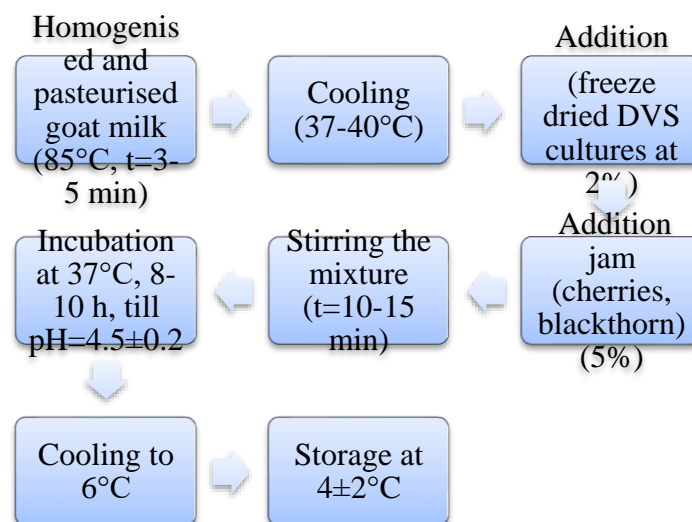 Homogenis
ed and
pasteurised
goat milk
(85°C, t=3-
5 min)
Cooling
(37-40°C)
Addition
(freeze
dried DVS
cultures at
2%)
Addition
jam
(cherries,
blackthorn)
(5%)
Stirring the
mixture
(t=10-15
min)
Incubation
at 37°C, 8-
10 h, till
pH=4.5±0.2
Cooling to
6°C
Storage at
4±2°C